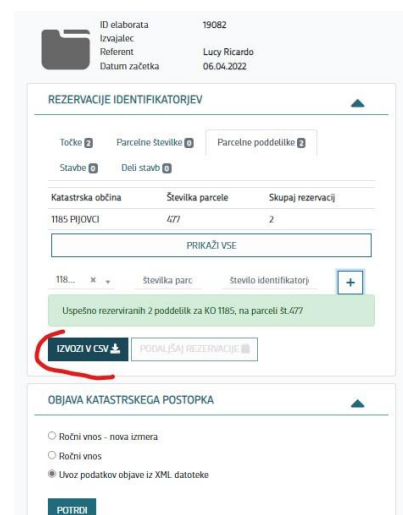 ID elaborata 19082
Izvajalec
Referent Lucy Ricardo
Datum začetka 06.04.2022
REZERVACIJE IDENTIFIKATORJEV
Točke 2 Parcelne številke 0 Parcelne poddelilke 2
Stavbe 0 Deli stavb 0
Katastrska občina Številka parcele Skupaj rezervacij
1185 PIJOVCI 477 2
PRIKAŽI VSE
118... × številka parc število identifikatorj +
Uspešno rezerviranih 2 poddelilk za KO 1185, na parceli št.477
IZVOZI V CSV PODALJŠAJ REZERVACIJE
OBJAVA KATASTRSKEGA POSTOPKA
Ročni vnos - nova izmera
Ročni vnos
Uvoz podatkov objave iz XML datoteke
POTRDI